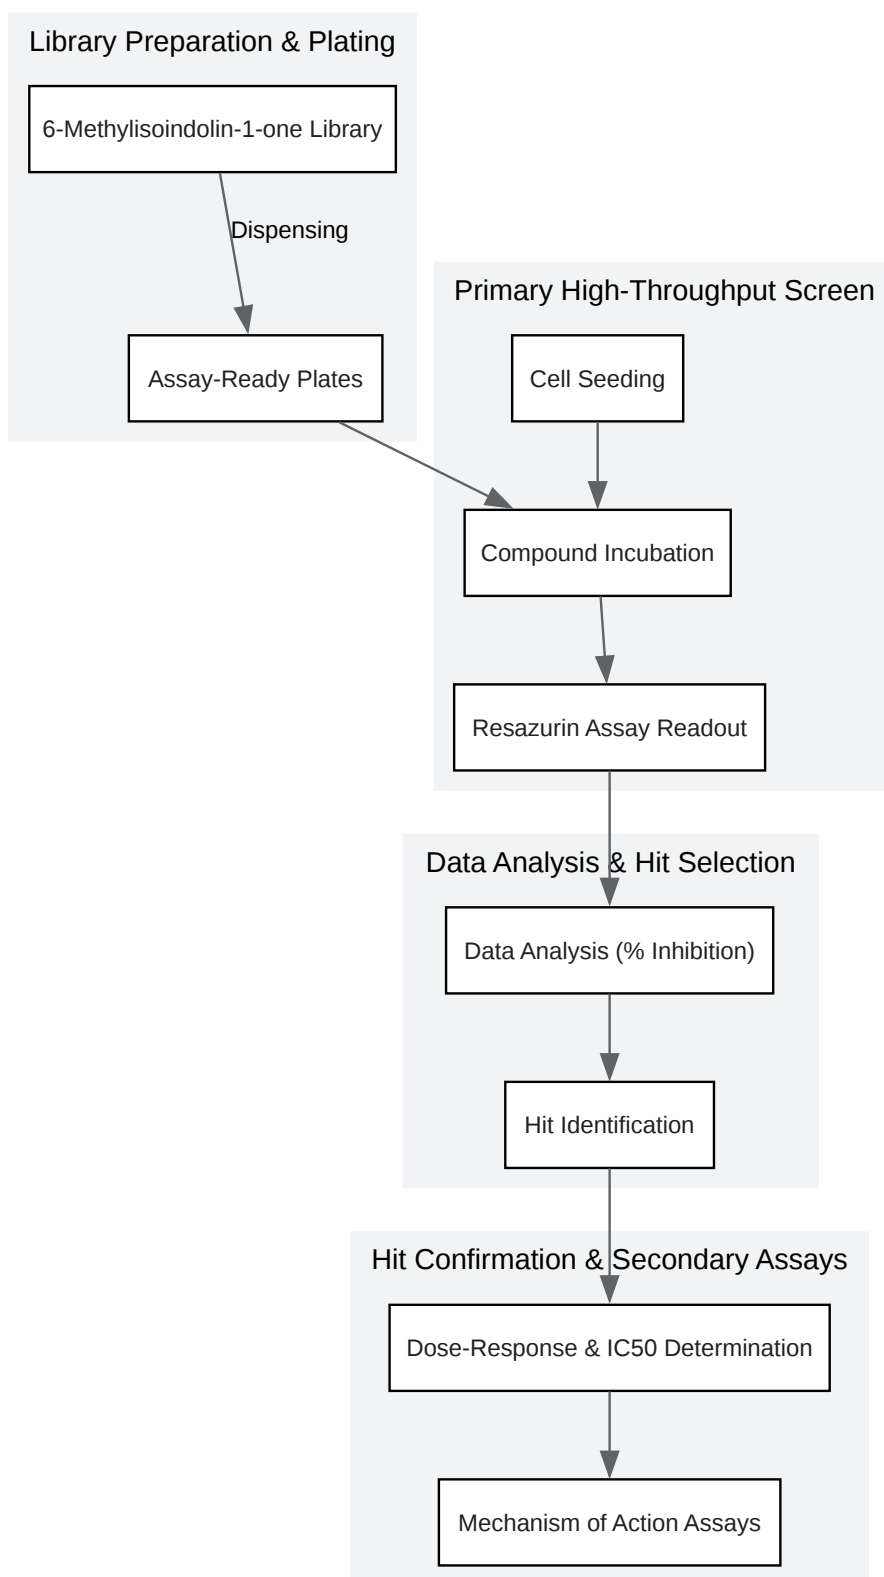 Library Preparation & Plating
6-Methylisoindolin-1-one Library
Dispensing
Assay-Ready Plates
Primary High-Throughput Screen
Cell Seeding
Compound Incubation
Resazurin Assay Readout
Data Analysis & Hit Selection
Data Analysis (% Inhibition)
Hit Identification
Hit Confirmation & Secondary Assays
Dose-Response & IC50 Determination
Mechanism of Action Assays